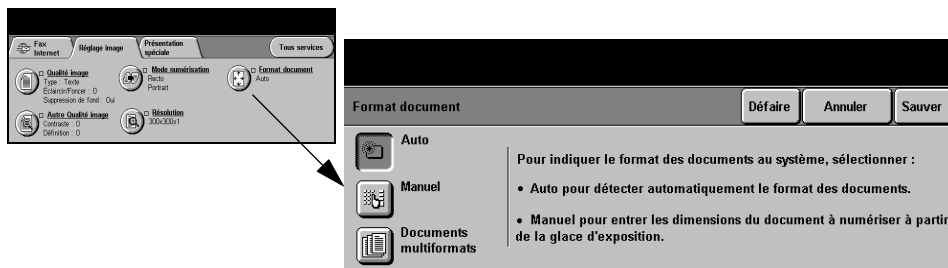 Fax
Internet
Réglage image
Présentation
spéciale
Tous services
Qualité image
Type : Texte
Eclaircir/Foncer : 0
Suppression de fond : Oui
Mode numérisation
Recto
Portrait
Format document
Auto
Autre Qualité image
Contraste : 0
Définition : 0
Résolution
300x300x1
Format document
Défaire
Annuler
Sauver
Auto
Manuel
Documents
multiformats
Pour indiquer le format des documents au système, sélectionner :
• Auto pour détecter automatiquement le format des documents.
• Manuel pour entrer les dimensions du document à numériser à partir
de la glace d'exposition.